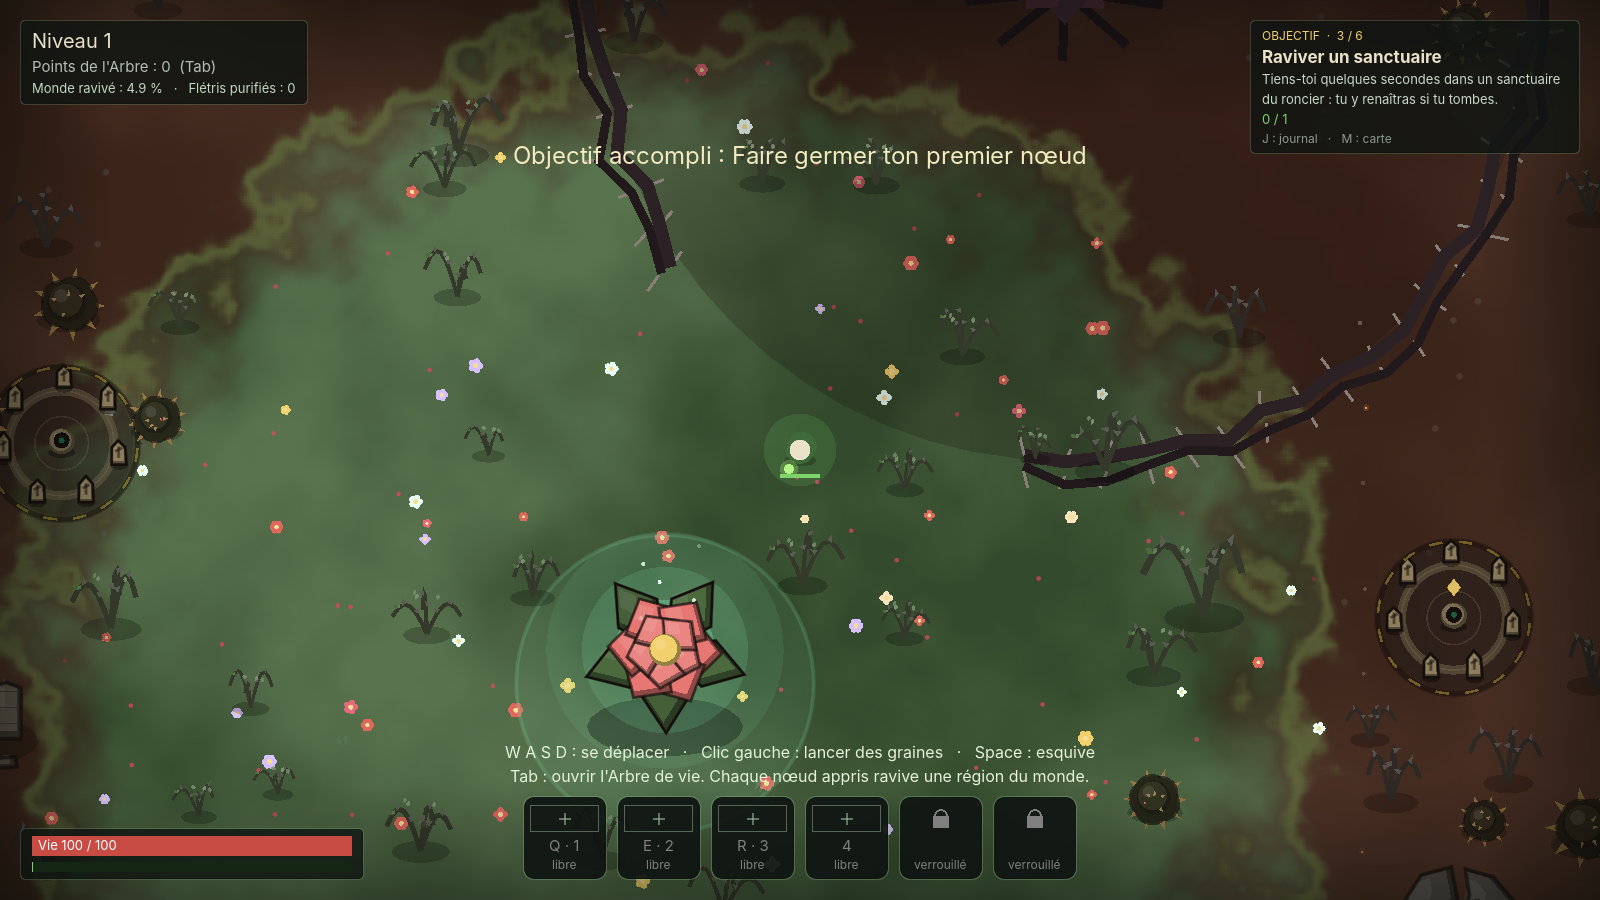 Niveau 1
Points de l'Arbre : 0 (Tab)
Monde ravivé : 4.9 % · Flétris purifiés : 0
OBJECTIF · 3 / 6
Raviver un sanctuaire
Tiens-toi quelques secondes dans un sanctuaire
du roncier : tu y renaîtras si tu tombes.
0 / 1
J : journal · M : carte
Objectif accompli : Faire germer ton premier nœud
W A S D : se déplacer · Clic gauche : lancer des graines · Space : esquive
Tab : ouvrir l'Arbre de vie. Chaque nœud appris ravive une région du monde.
Vie 100 / 100
Q · 1
libre
E · 2
libre
R · 3
libre
4
libre
verrouillé
verrouillé